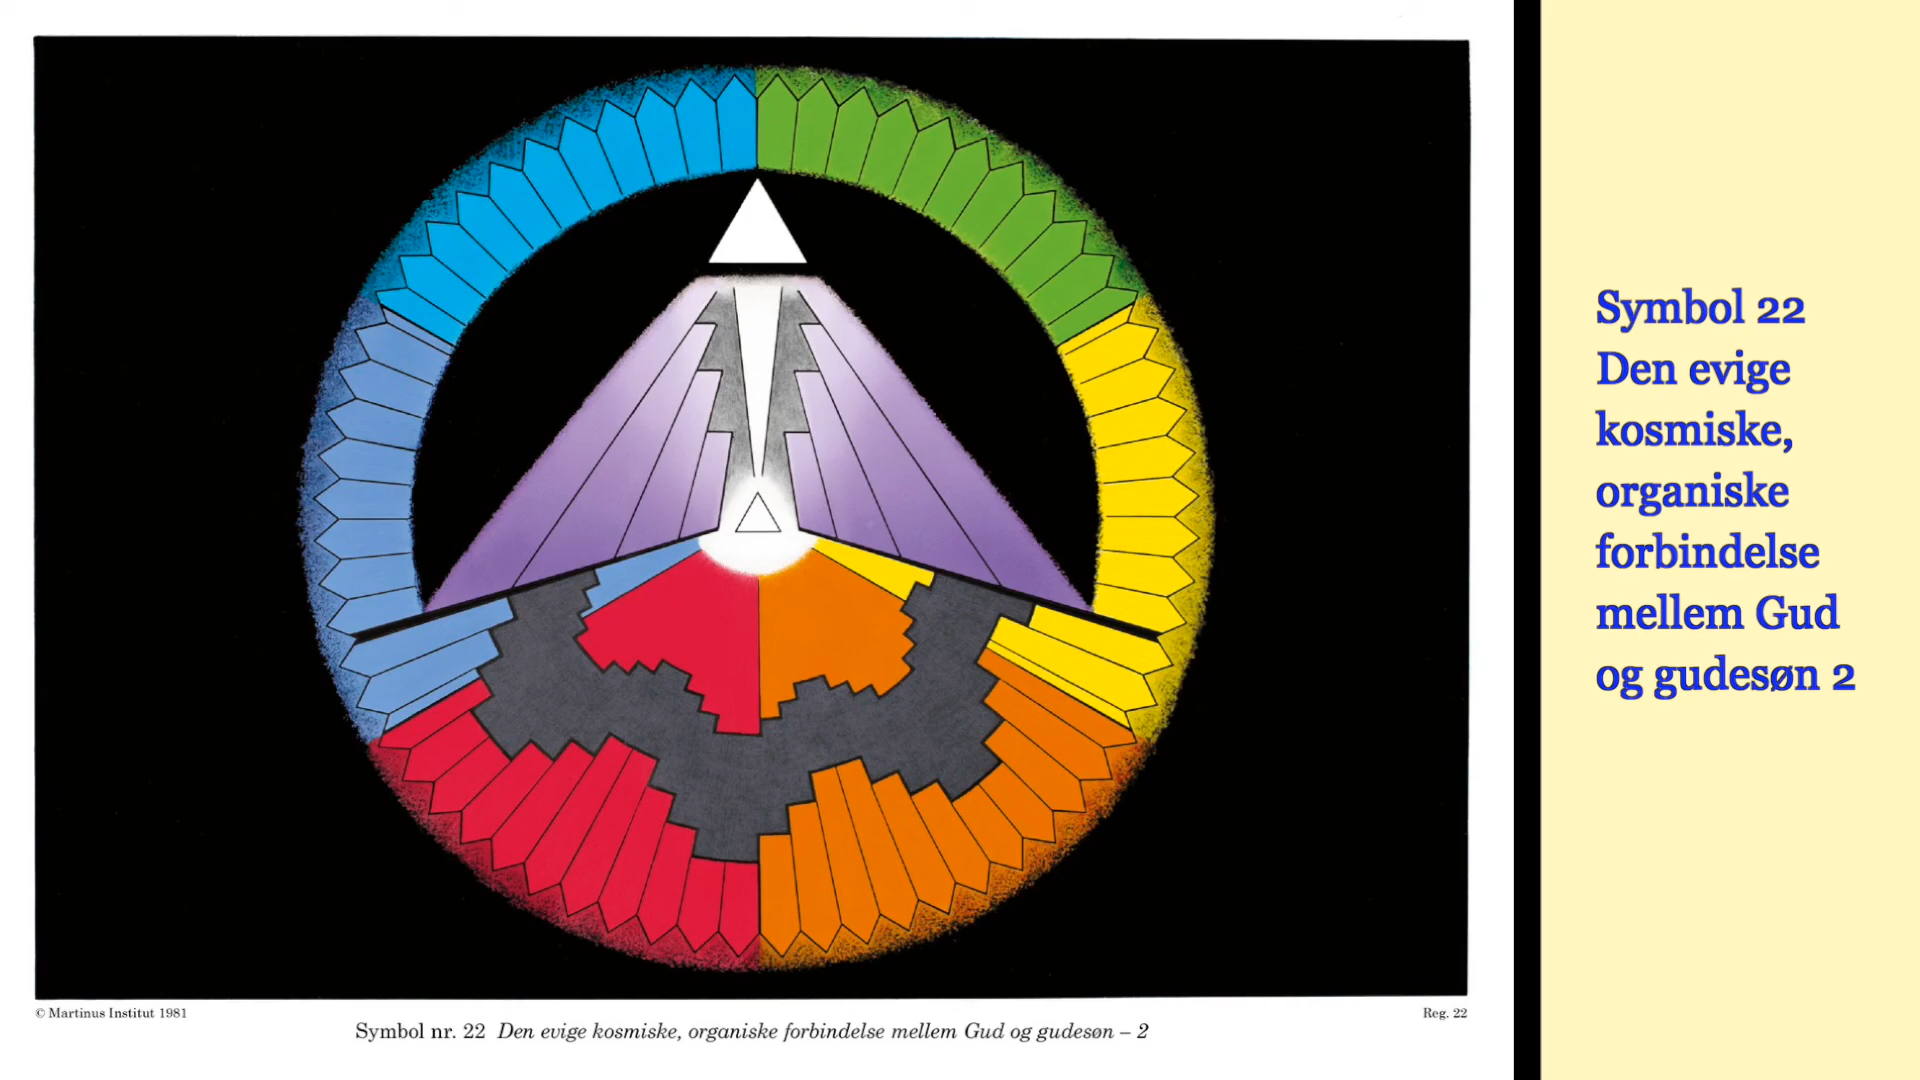 © Martinus Institut 1981
Reg. 22
Symbol nr. 22 Den evige kosmiske, organiske forbindelse mellem Gud og gudesøn – 2
Symbol 22
Den evige
kosmiske,
organiske
forbindelse
mellem Gud
og gudesøn 2